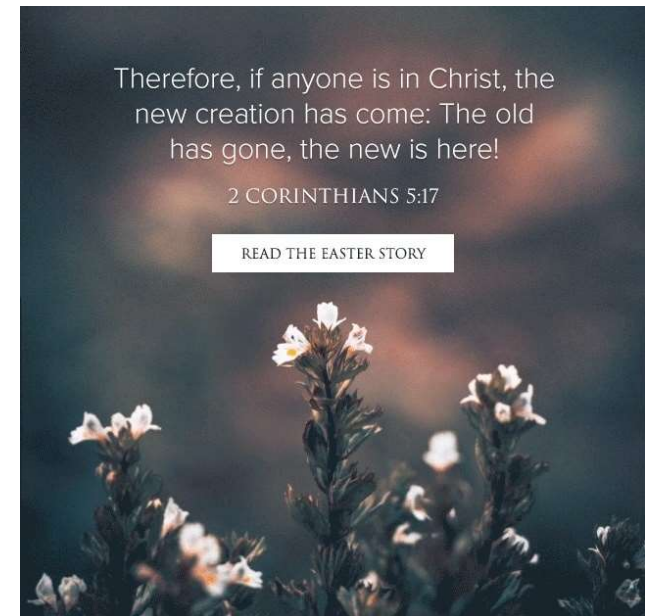 Therefore, if anyone is in Christ, the
new creation has come: The old
has gone, the new is here!
2 CORINTHIANS 5:17
READ THE EASTER STORY